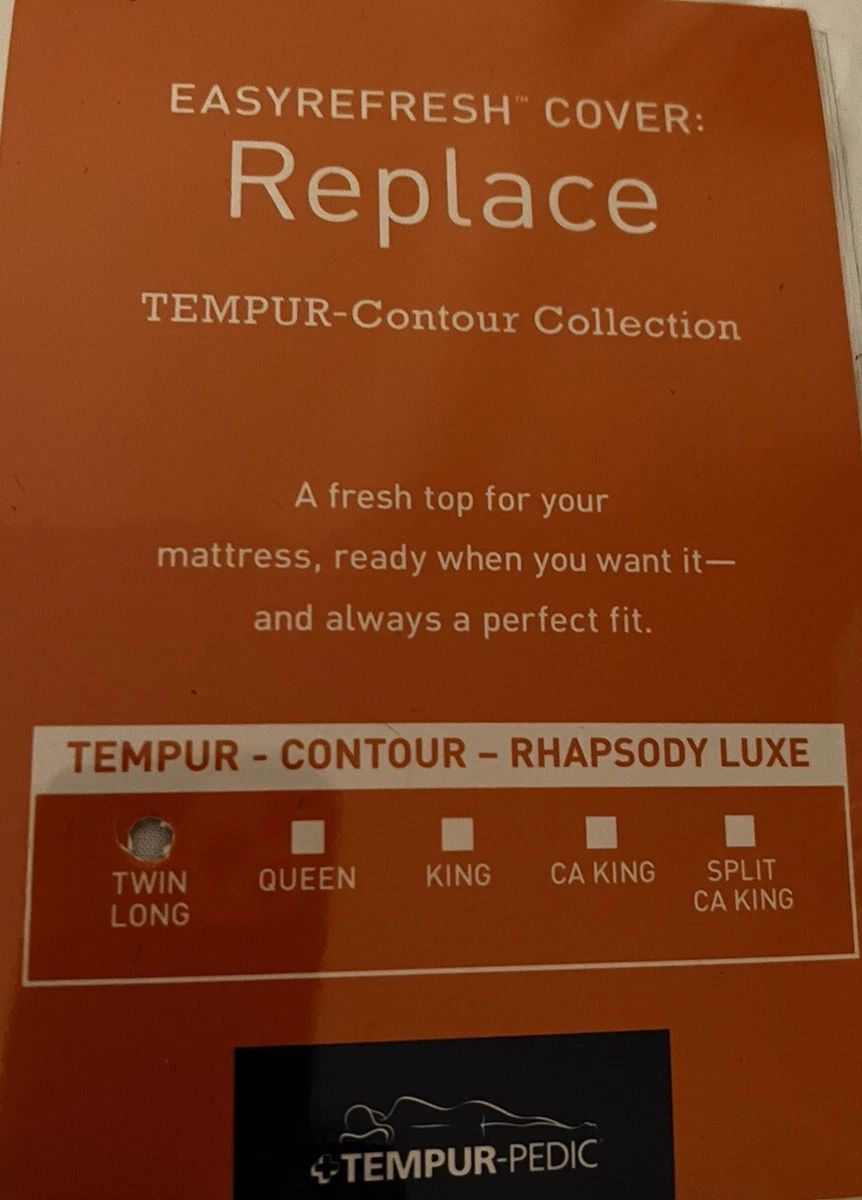 EASYREFRESH™ COVER:
Replace
TEMPUR-Contour Collection
A fresh top for your
mattress, ready when you want it—
and always a perfect fit.
TEMPUR - CONTOUR – RHAPSODY LUXE
TWIN LONG
QUEEN
KING
CA KING
SPLIT CA KING
TEMPUR-PEDIC